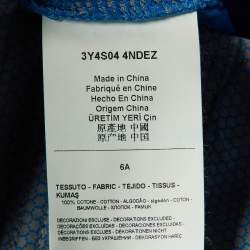 3Y4S04 4NDEZ
Made in China
Fabriqué en Chine
Hecho En China
Origem China
ÜRETİM YERİ Çin
原產地 中國
原产地 中国
6A
TESSUTO - FABRIC - TEJIDO - TISSUS -
KUMAŞ
100% COTONE - COTTON - ALGODÃO - algodón - COTON -
BAUMWOLLE - ХЛОПОК - PAMUK
DECORAZIONI ESCLUSE - DECORATIONS EXCLUDED -